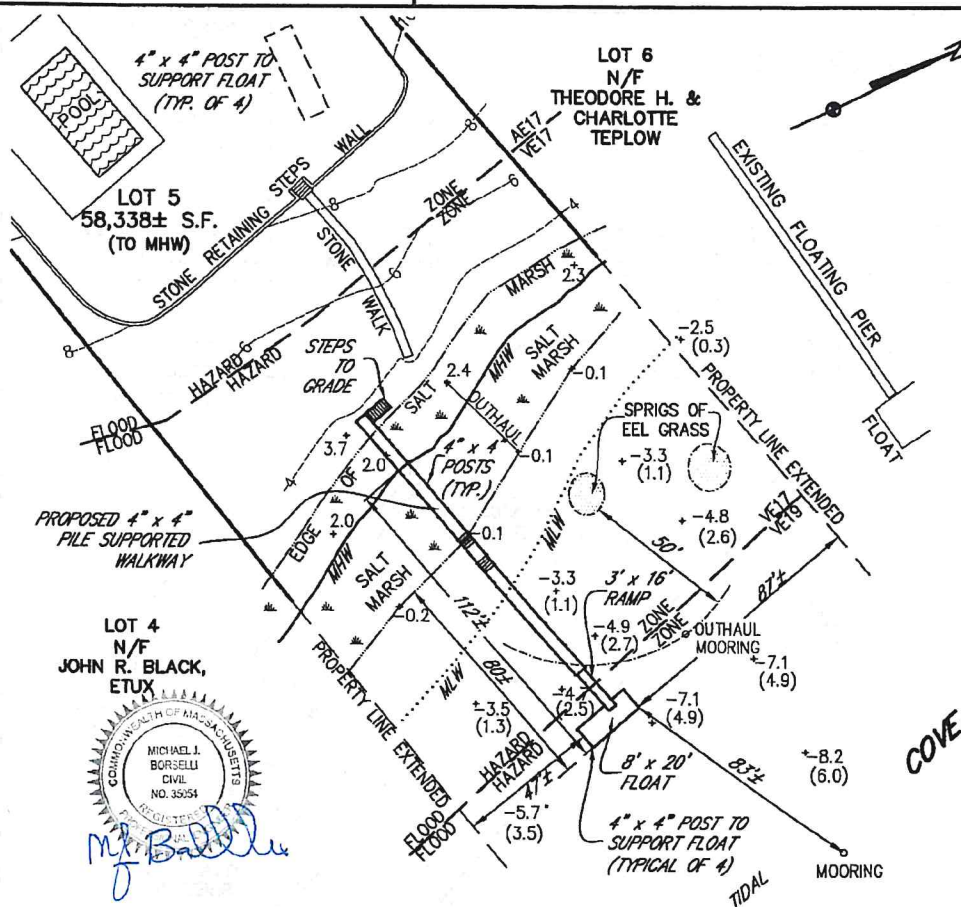 4" x 4" POST TO
SUPPORT FLOAT
(TYP. OF 4)
POOL
LOT 5
58,338± S.F.
(TO MHW)
STONE RETAINING STEPS WALL
STONE
WALK
LOT 6
N/F
THEODORE H. &
CHARLOTTE
TEPLOW
AE17
VE17
ZONE
ZONE
HAZARD
HAZARD
FLOOD
FLOOD
10
8
8
8
6
6
6
4
4
EXISTING FLOATING PIER
FLOAT
STEPS
TO
GRADE
EDGE OF SALT MARSH
2.3
2.4
MHW
SALT
MARSH
-0.1
OUTHAUL
-0.1
4" x 4"
POSTS
(TYP.)
3.7
2.0
2.0
-0.1
PROPOSED 4" x 4"
PILE SUPPORTED
WALKWAY
MHW
SALT
MARSH
-0.2
112'±
80±
-2.5
(0.3)
PROPERTY LINE EXTENDED
SPRIGS OF
EEL GRASS
-3.3
(1.1)
-4.8
(2.6)
VE17
VE19
MLW
50'
87'±
-3.3
(1.1)
3' x 16'
RAMP
-4.9
(2.7)
ZONE
ZONE
OUTHAUL
MOORING
-7.1
(4.9)
LOT 4
N/F
JOHN R. BLACK,
ETUX
PROPERTY LINE EXTENDED
MLW
-3.5
(1.3)
(2.5)
-7.1
(4.9)
HAZARD
HAZARD
FLOOD
FLOOD
47'±
-5.7
(3.5)
8' x 20'
FLOAT
83'±
-8.2
(6.0)
COVE
4" x 4" POST TO
SUPPORT FLOAT
(TYPICAL OF 4)
MOORING
TIDAL
COMMONWEALTH OF MASSACHUSETTS
MICHAEL J.
BORSELLI
CIVIL
NO. 35054
REGISTERED